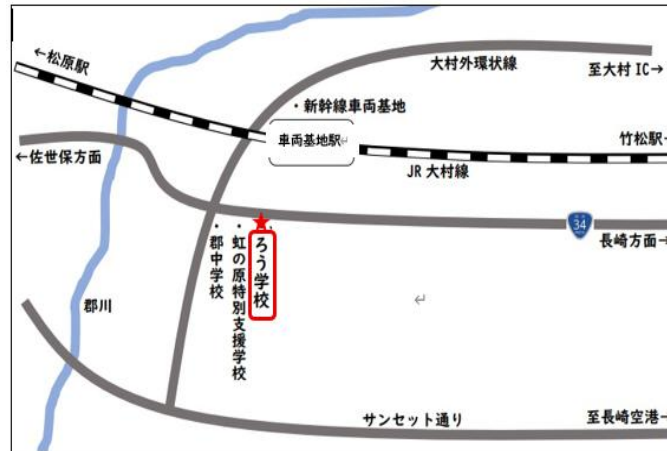 ←松原駅
大村外環状線
至大村IC→
・新幹線車両基地
車両基地駅↵
竹松駅→
←佐世保方面
JR大村線
34
長崎方面→
・ろう学校
・虹の原特別支援学校
・郡中学校
↵
郡川
サンセット通り
至長崎空港→